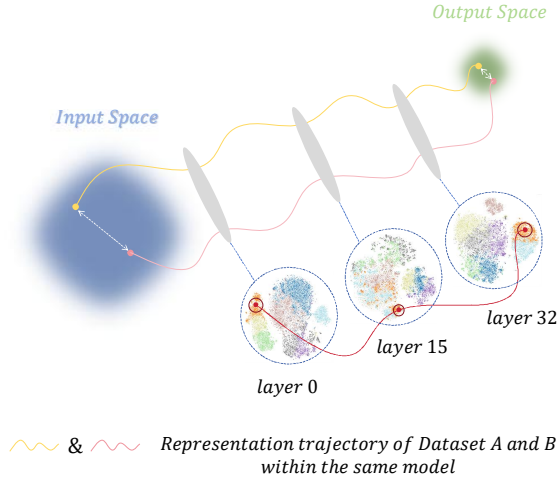 Output Space
Input Space
layer 32
layer 15
layer 0
& Representation trajectory of Dataset A and B
within the same model